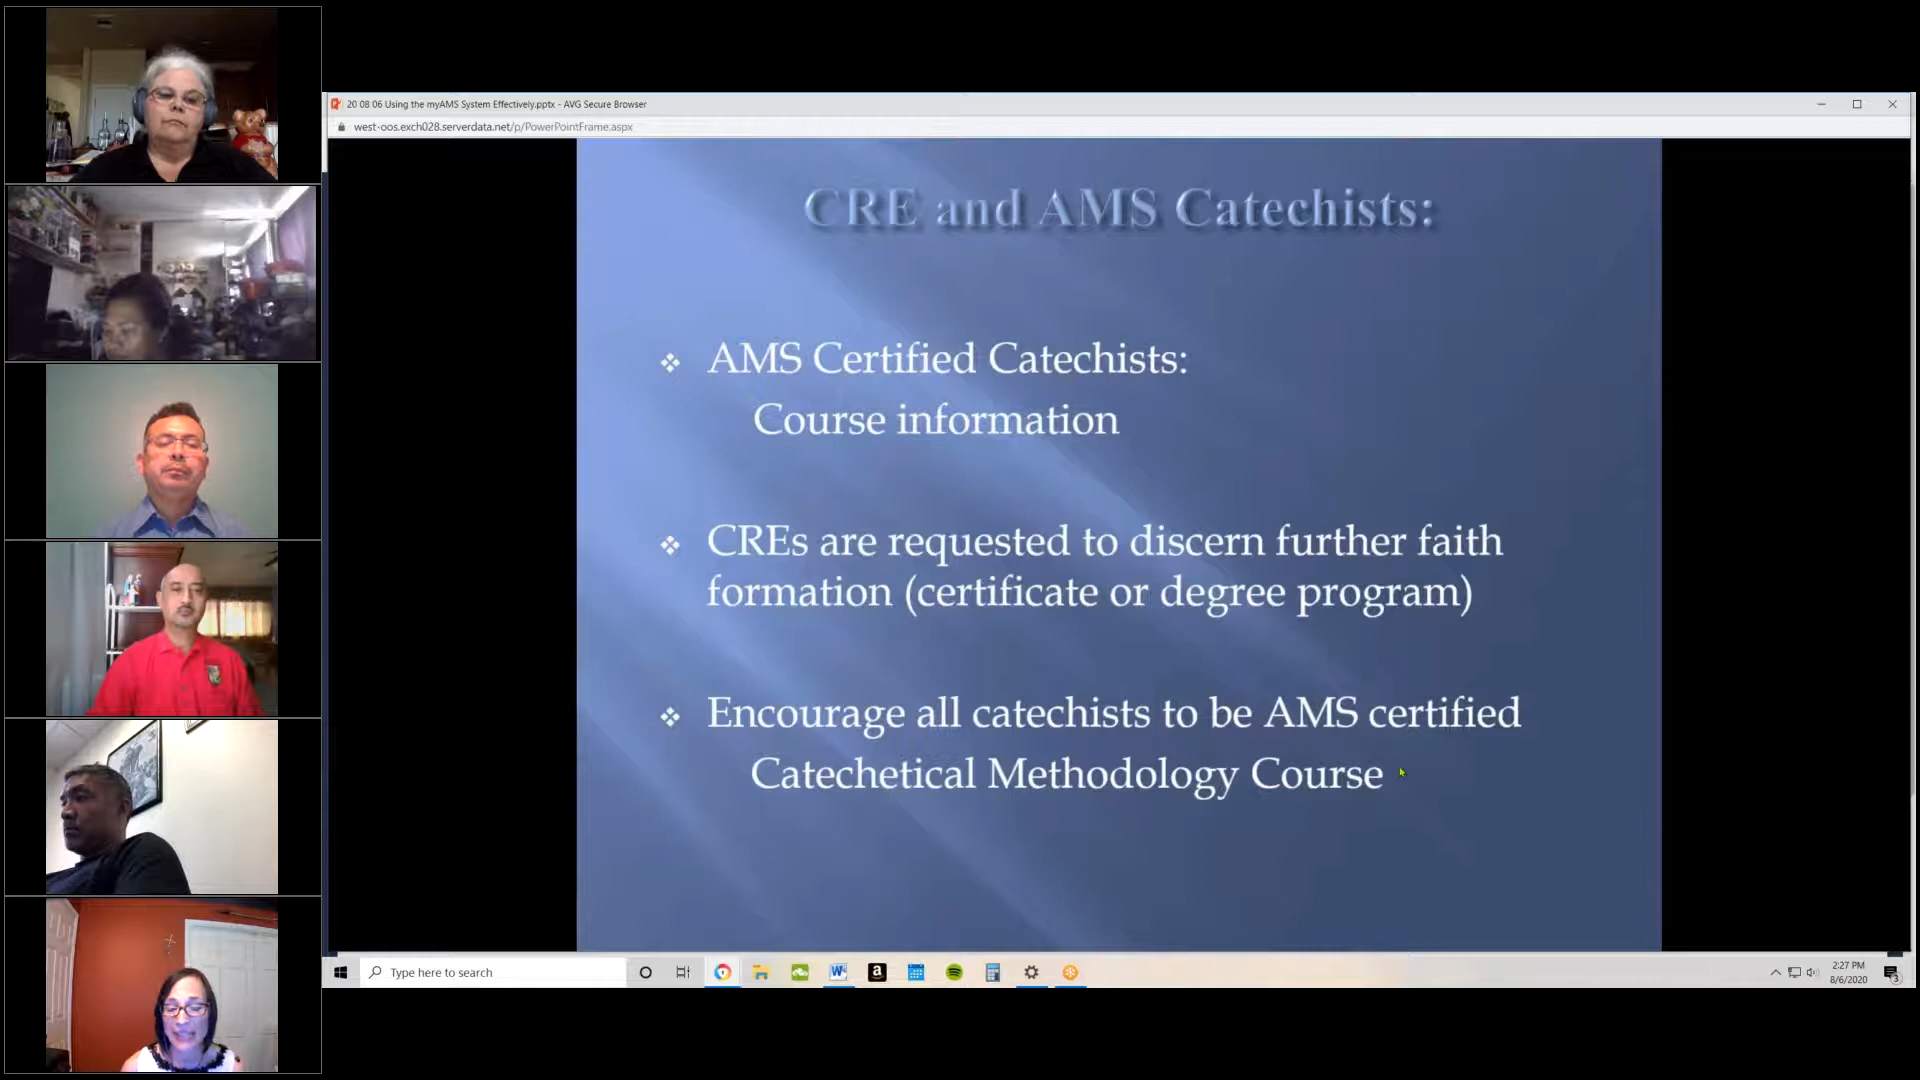 20 08 06 Using the myAMS System Effectively.pptx - AVG Secure Browser
west-oos.exch028.serverdata.net/p/PowerPointFrame.aspx
CRE and AMS Catechists:
❖ AMS Certified Catechists:
Course information
❖ CREs are requested to discern further faith
formation (certificate or degree program)
❖ Encourage all catechists to be AMS certified
Catechetical Methodology Course
Type here to search
2:27 PM
8/6/2020
3